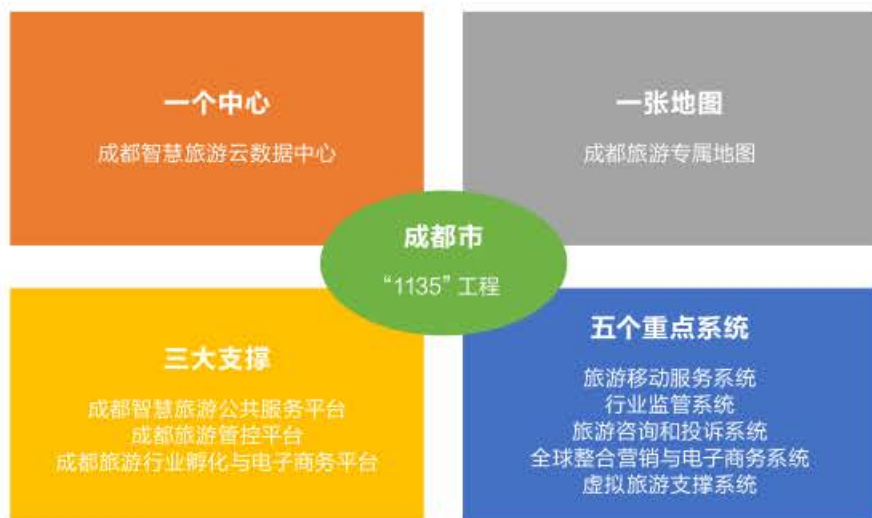 一个中心
成都智慧旅游云数据中心
一张地图
成都旅游专属地图
成都市
“1135”工程
三大支撑
成都智慧旅游公共服务平台
成都旅游管控平台
成都旅游行业孵化与电子商务平台
五个重点系统
旅游移动服务系统
行业监管系统
旅游咨询和投诉系统
全球整合营销与电子商务系统
虚拟旅游支撑系统